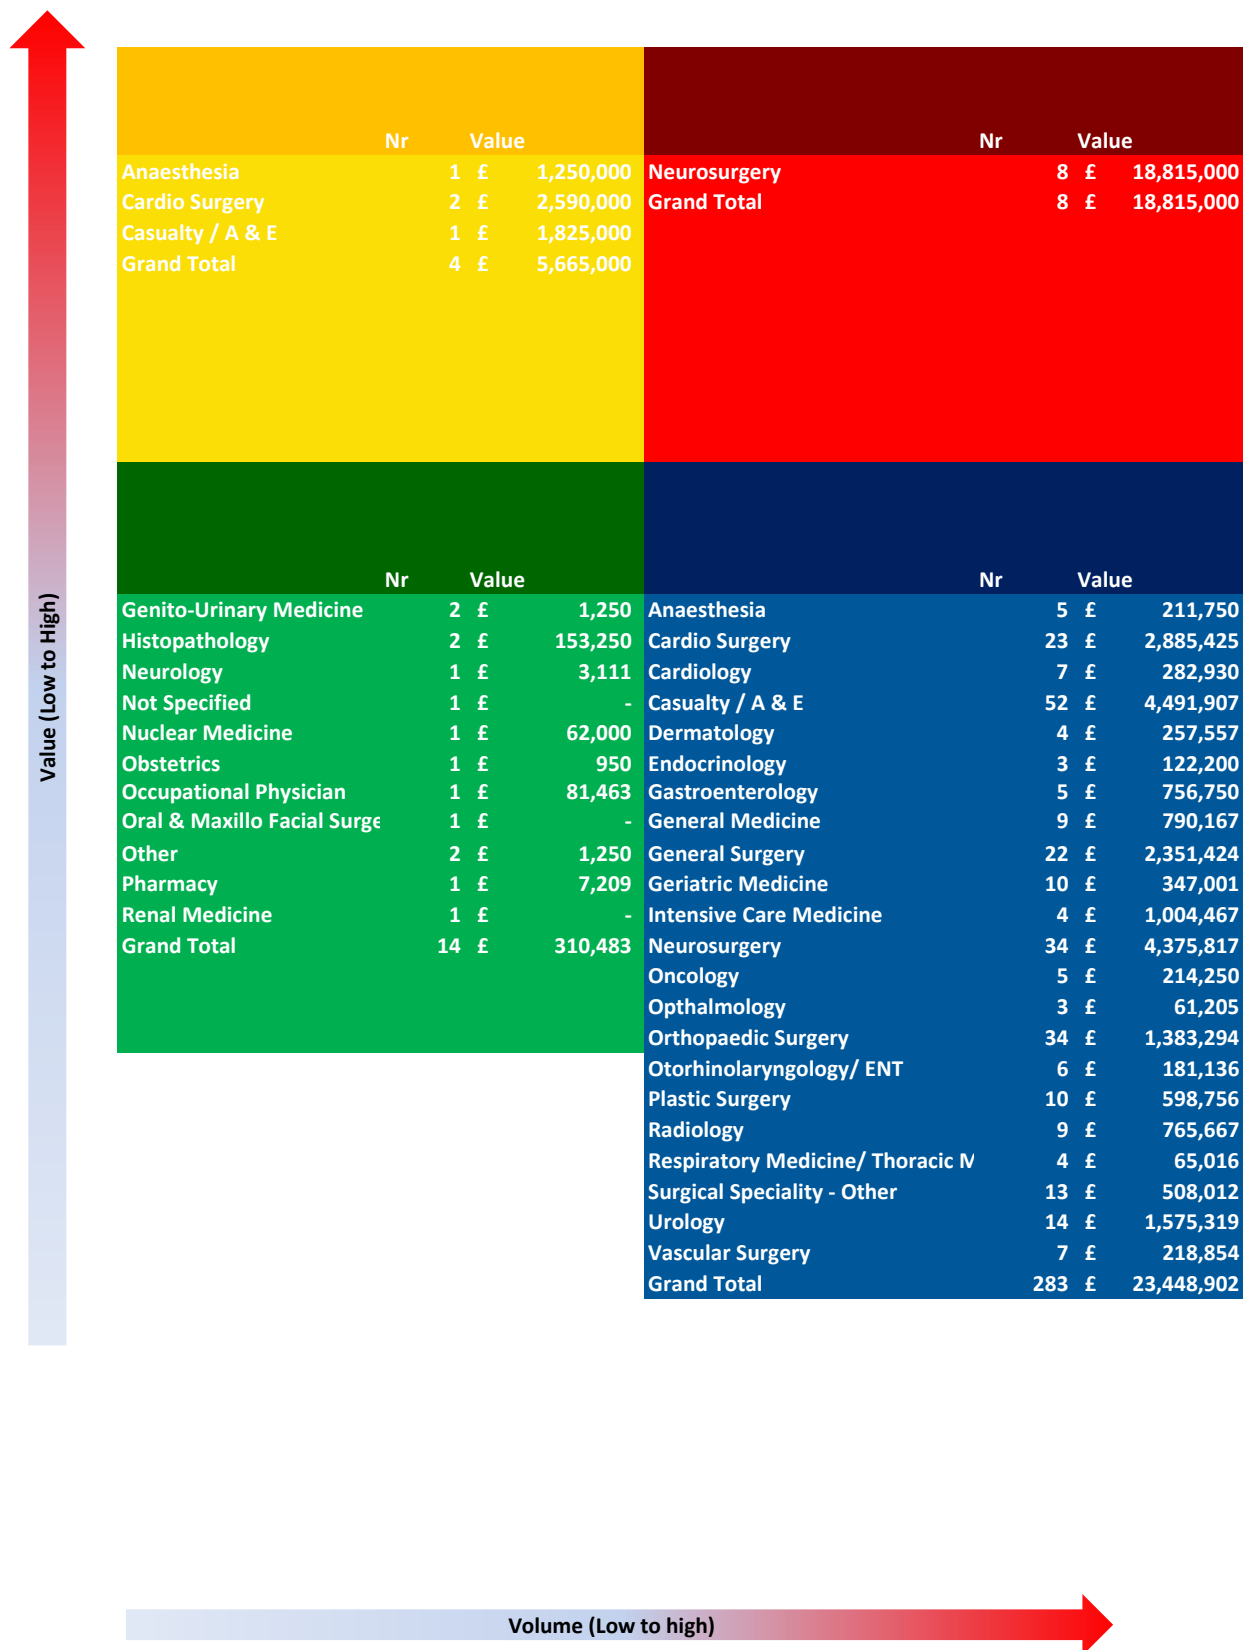 Nr Value
Anaesthesia 1 £ 1,250,000
Cardio Surgery 2 £ 2,590,000
Casualty / A & E 1 £ 1,825,000
Grand Total 4 £ 5,665,000
Nr Value
Neurosurgery 8 £ 18,815,000
Grand Total 8 £ 18,815,000
Value (Low to High)
Nr Value
Genito-Urinary Medicine 2 £ 1,250
Histopathology 2 £ 153,250
Neurology 1 £ 3,111
Not Specified 1 £ -
Nuclear Medicine 1 £ 62,000
Obstetrics 1 £ 950
Occupational Physician 1 £ 81,463
Oral & Maxillo Facial Surge 1 £ -
Other 2 £ 1,250
Pharmacy 1 £ 7,209
Renal Medicine 1 £ -
Grand Total 14 £ 310,483
Nr Value
Anaesthesia 5 £ 211,750
Cardio Surgery 23 £ 2,885,425
Cardiology 7 £ 282,930
Casualty / A & E 52 £ 4,491,907
Dermatology 4 £ 257,557
Endocrinology 3 £ 122,200
Gastroenterology 5 £ 756,750
General Medicine 9 £ 790,167
General Surgery 22 £ 2,351,424
Geriatric Medicine 10 £ 347,001
Intensive Care Medicine 4 £ 1,004,467
Neurosurgery 34 £ 4,375,817
Oncology 5 £ 214,250
Opthalmology 3 £ 61,205
Orthopaedic Surgery 34 £ 1,383,294
Otorhinolaryngology/ ENT 6 £ 181,136
Plastic Surgery 10 £ 598,756
Radiology 9 £ 765,667
Respiratory Medicine/ Thoracic M 4 £ 65,016
Surgical Speciality - Other 13 £ 508,012
Urology 14 £ 1,575,319
Vascular Surgery 7 £ 218,854
Grand Total 283 £ 23,448,902
Volume (Low to high)